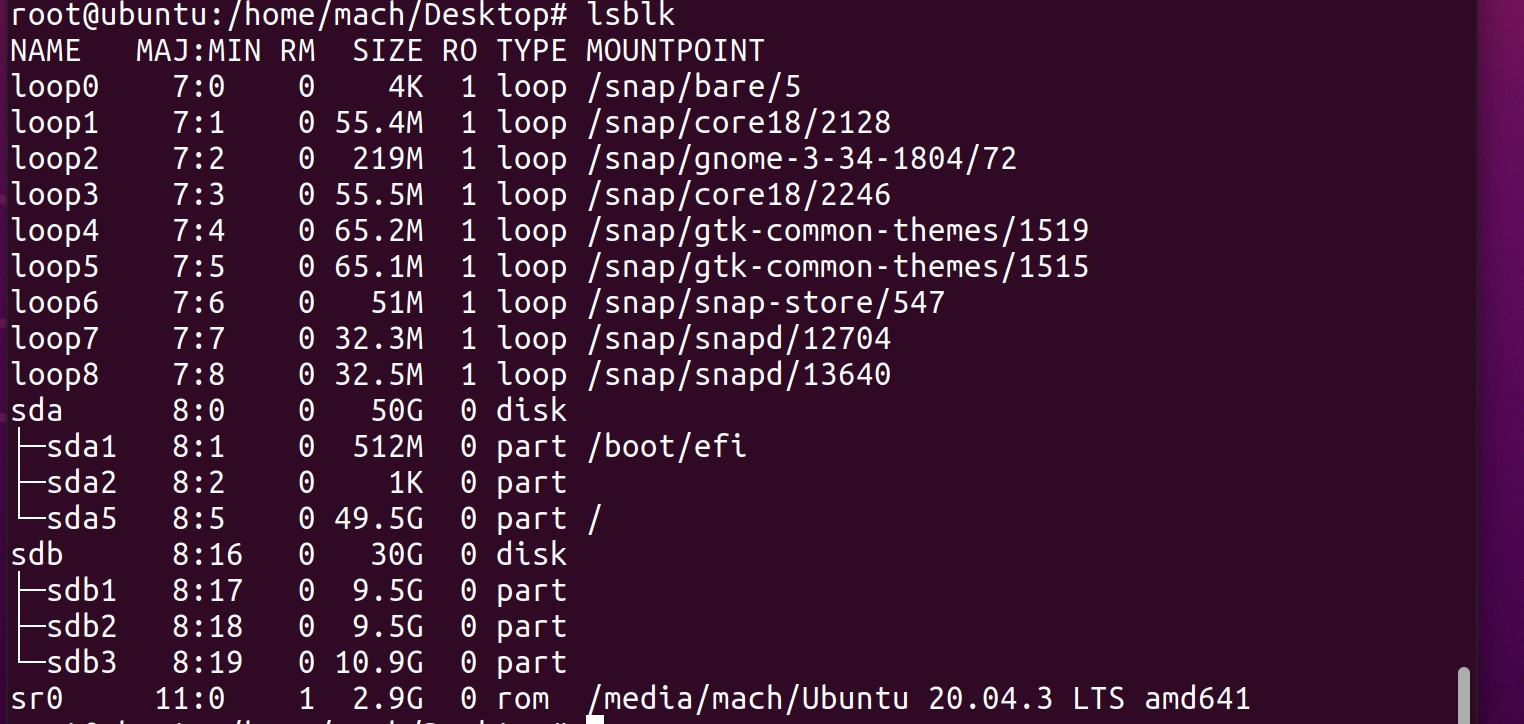 root@ubuntu:/home/mach/Desktop# lsblk
NAME   MAJ:MIN RM   SIZE RO TYPE MOUNTPOINT
loop0    7:0    0     4K  1 loop /snap/bare/5
loop1    7:1    0  55.4M  1 loop /snap/core18/2128
loop2    7:2    0   219M  1 loop /snap/gnome-3-34-1804/72
loop3    7:3    0  55.5M  1 loop /snap/core18/2246
loop4    7:4    0  65.2M  1 loop /snap/gtk-common-themes/1519
loop5    7:5    0  65.1M  1 loop /snap/gtk-common-themes/1515
loop6    7:6    0    51M  1 loop /snap/snap-store/547
loop7    7:7    0  32.3M  1 loop /snap/snapd/12704
loop8    7:8    0  32.5M  1 loop /snap/snapd/13640
sda      8:0    0    50G  0 disk
├─sda1   8:1    0   512M  0 part /boot/efi
├─sda2   8:2    0     1K  0 part
└─sda5   8:5    0  49.5G  0 part /
sdb      8:16   0    30G  0 disk
├─sdb1   8:17   0   9.5G  0 part
├─sdb2   8:18   0   9.5G  0 part
└─sdb3   8:19   0  10.9G  0 part
sr0     11:0    1   2.9G  0 rom  /media/mach/Ubuntu 20.04.3 LTS amd641